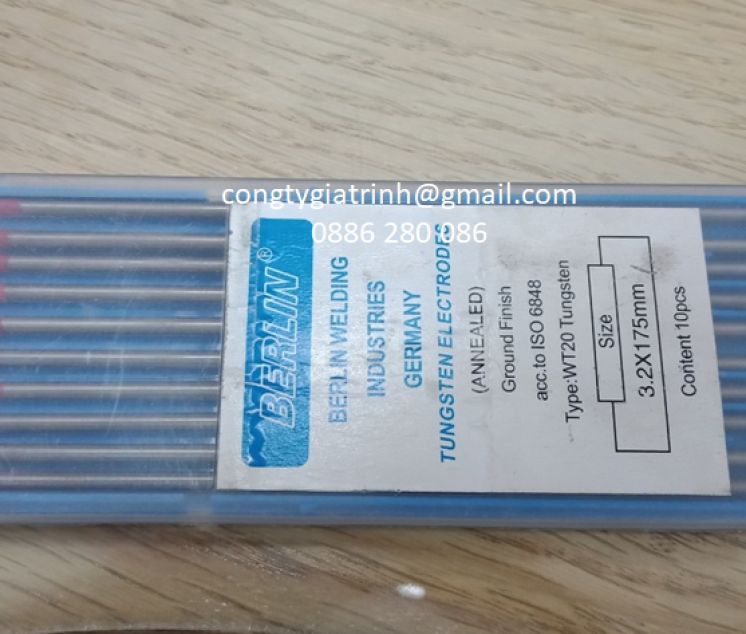 congtygiatrinh@gmail.com
0886 280 086
BERLIN®
BERLIN WELDING
INDUSTRIES
GERMANY
TUNGSTEN ELECTRODES
(ANNEALED)
Ground Finish
acc.to ISO 6848
Type:WT20 Tungsten
Size
3.2X175mm
Content 10pcs